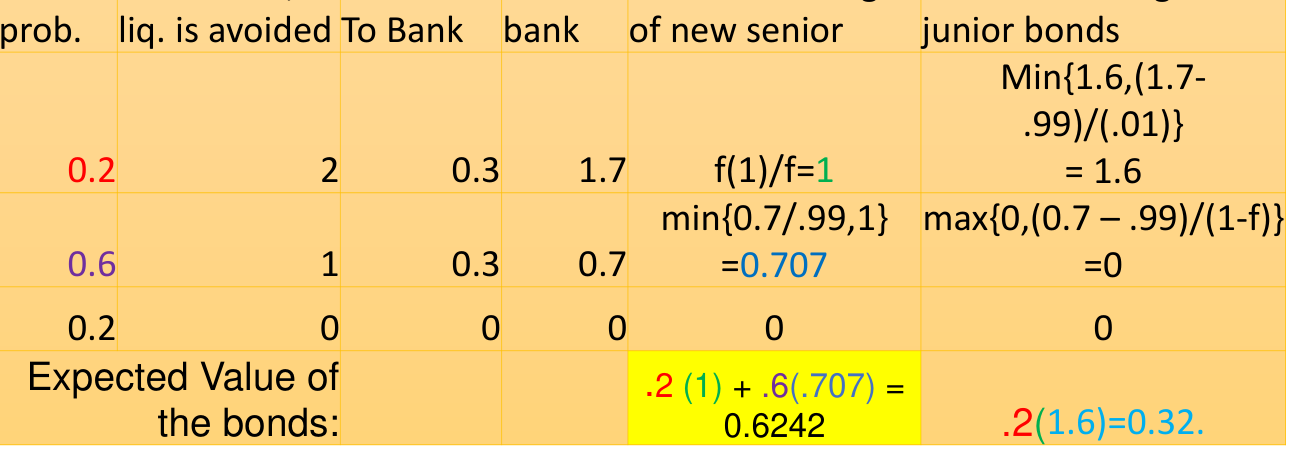 prob. liq. is avoided To Bank bank of new senior junior bonds
Min{1.6,(1.7-
.99)/(.01)}
0.2 2 0.3 1.7 f(1)/f=1 = 1.6
min{0.7/.99,1} max{0,(0.7 – .99)/(1-f)}
0.6 1 0.3 0.7 =0.707 =0
0.2 0 0 0 0 0
Expected Value of .2 (1) + .6(.707) =
the bonds: 0.6242 .2(1.6)=0.32.